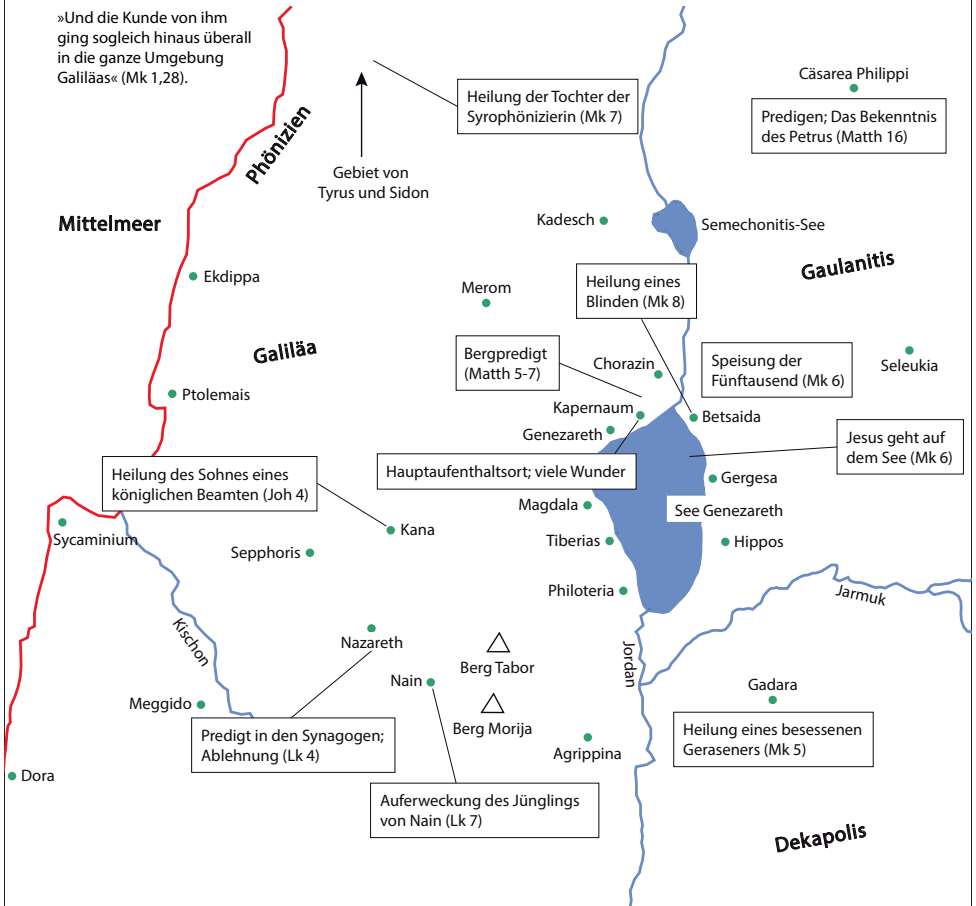 »Und die Kunde von ihm
ging sogleich hinaus überall
in die ganze Umgebung
Galiläas« (Mk 1,28).
Cäsarea Philippi
Heilung der Tochter der
Syrophönizierin (Mk 7)
Predigen; Das Bekenntnis
des Petrus (Matth 16)
Phönizien
Gebiet von
Tyrus und Sidon
Mittelmeer
Kadesch
Semechonitis-See
Gaulanitis
Ekdippa
Merom
Heilung eines
Blinden (Mk 8)
Galiläa
Bergpredigt
(Matth 5-7)
Chorazin
Speisung der
Fünftausend (Mk 6)
Seleukia
Ptolemais
Kapernaum
Betsaida
Genezareth
Jesus geht auf
dem See (Mk 6)
Heilung des Sohnes eines
königlichen Beamten (Joh 4)
Hauptaufenthaltsort; viele Wunder
Gergesa
Magdala
See Genezareth
Sycaminium
Kana
Sepphoris
Tiberias
Hippos
Philoteria
Jarmuk
Kischon
Nazareth
Berg Tabor
Jordan
Nain
Gadara
Meggido
Berg Morija
Predigt in den Synagogen;
Ablehnung (Lk 4)
Heilung eines besessenen
Geraseners (Mk 5)
Agrippina
Dora
Auferweckung des Jünglings
von Nain (Lk 7)
Dekapolis